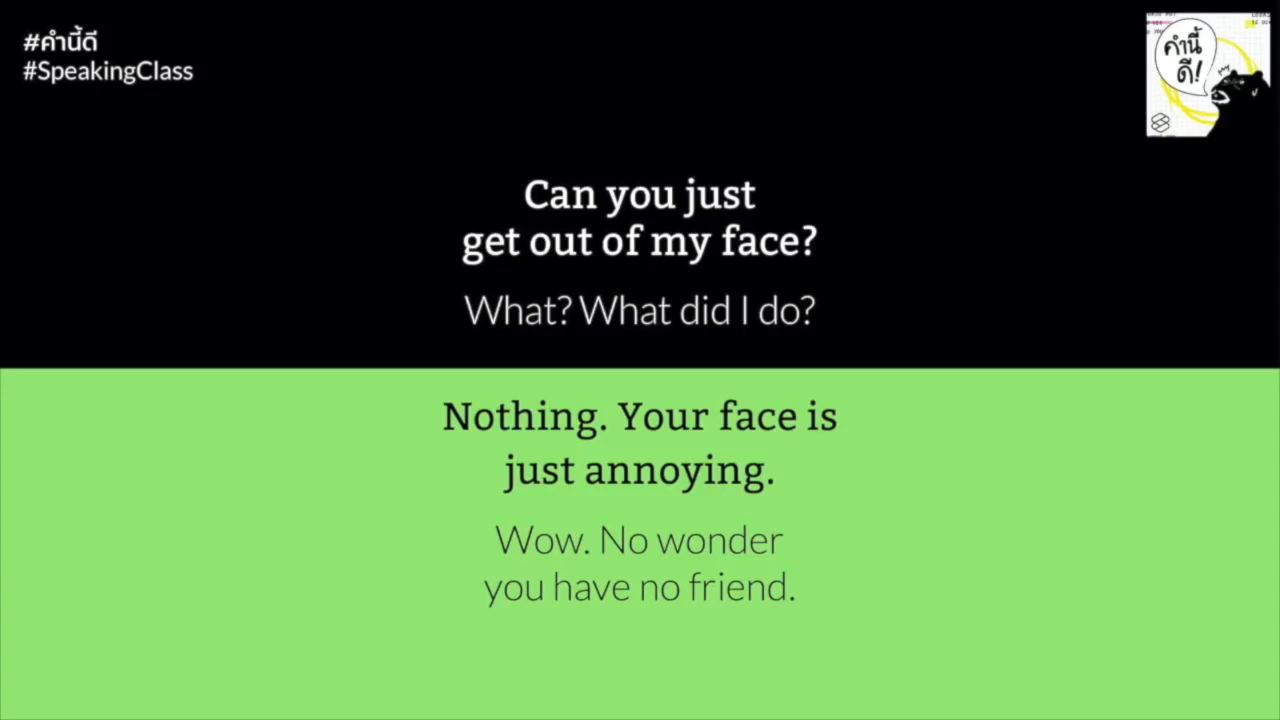 #คำนี้ดี
#SpeakingClass
คำนี้
ดี!
Can you just
get out of my face?
What? What did I do?
Nothing. Your face is
just annoying.
Wow. No wonder
you have no friend.